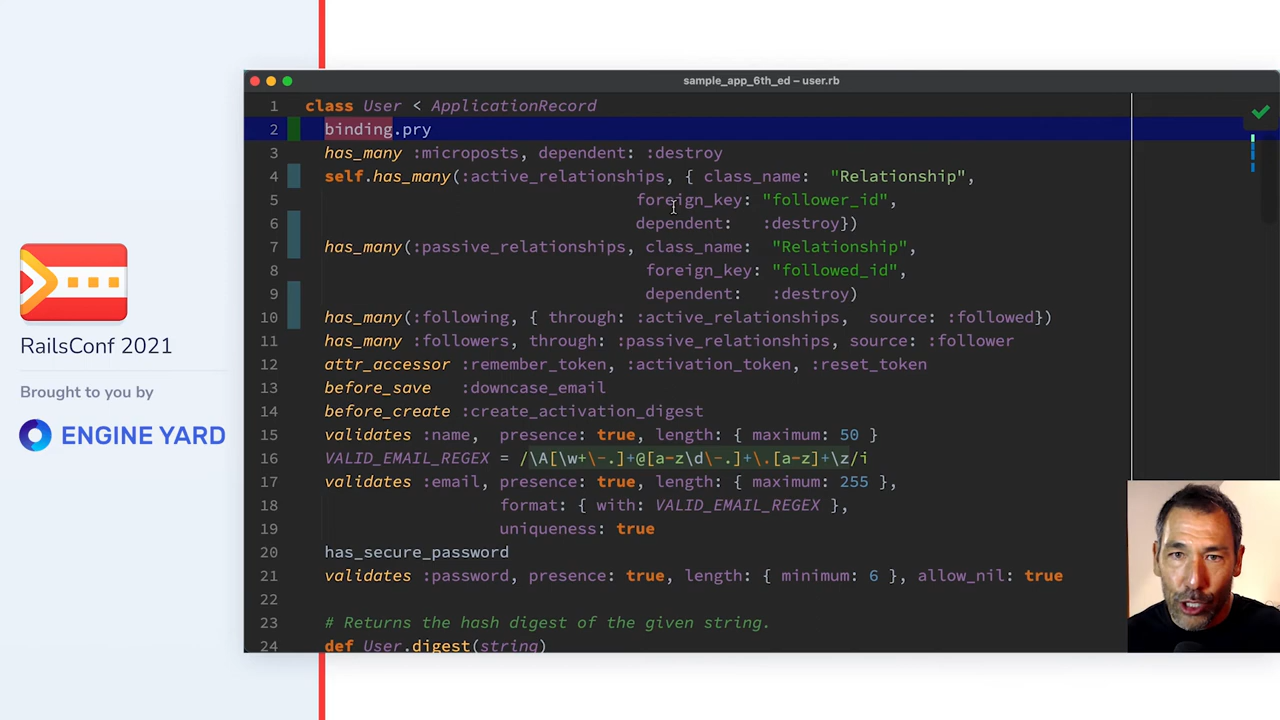 sample_app_6th_ed – user.rb
1 class User < ApplicationRecord
2 binding.pry
3 has_many :microposts, dependent: :destroy
4 self.has_many(:active_relationships, { class_name:  "Relationship",
5 foreign_key: "follower_id",
6 dependent:   :destroy})
7 has_many(:passive_relationships, class_name:  "Relationship",
8 foreign_key: "followed_id",
9 dependent:   :destroy)
10 has_many(:following, { through: :active_relationships,  source: :followed})
11 has_many :followers, through: :passive_relationships, source: :follower
12 attr_accessor :remember_token, :activation_token, :reset_token
13 before_save   :downcase_email
14 before_create :create_activation_digest
15 validates :name,  presence: true, length: { maximum: 50 }
16 VALID_EMAIL_REGEX = /\A[\w+\-.]+@[a-z\d\-.]+\.[a-z]+\z/i
17 validates :email, presence: true, length: { maximum: 255 },
18 format: { with: VALID_EMAIL_REGEX },
19 uniqueness: true
20 has_secure_password
21 validates :password, presence: true, length: { minimum: 6 }, allow_nil: true
22
23 # Returns the hash digest of the given string.
24 def User.digest(string)
RailsConf 2021
Brought to you by
ENGINE YARD